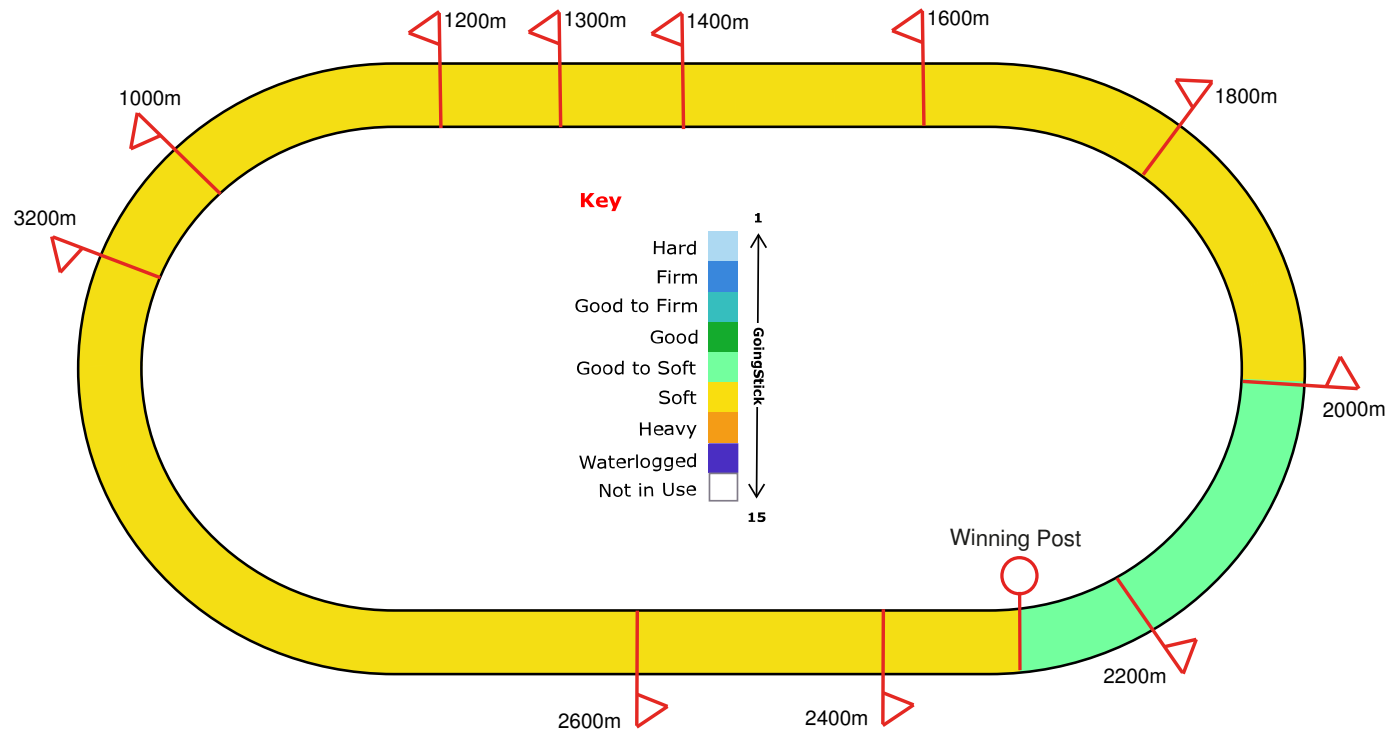 1200m
1300m
1400m
1600m
1000m
1800m
3200m
Key
1
Hard
Firm
Good to Firm
Good
Good to Soft
Soft
Heavy
Waterlogged
Not in Use
GoingStick
15
2000m
Winning Post
2200m
2600m
2400m